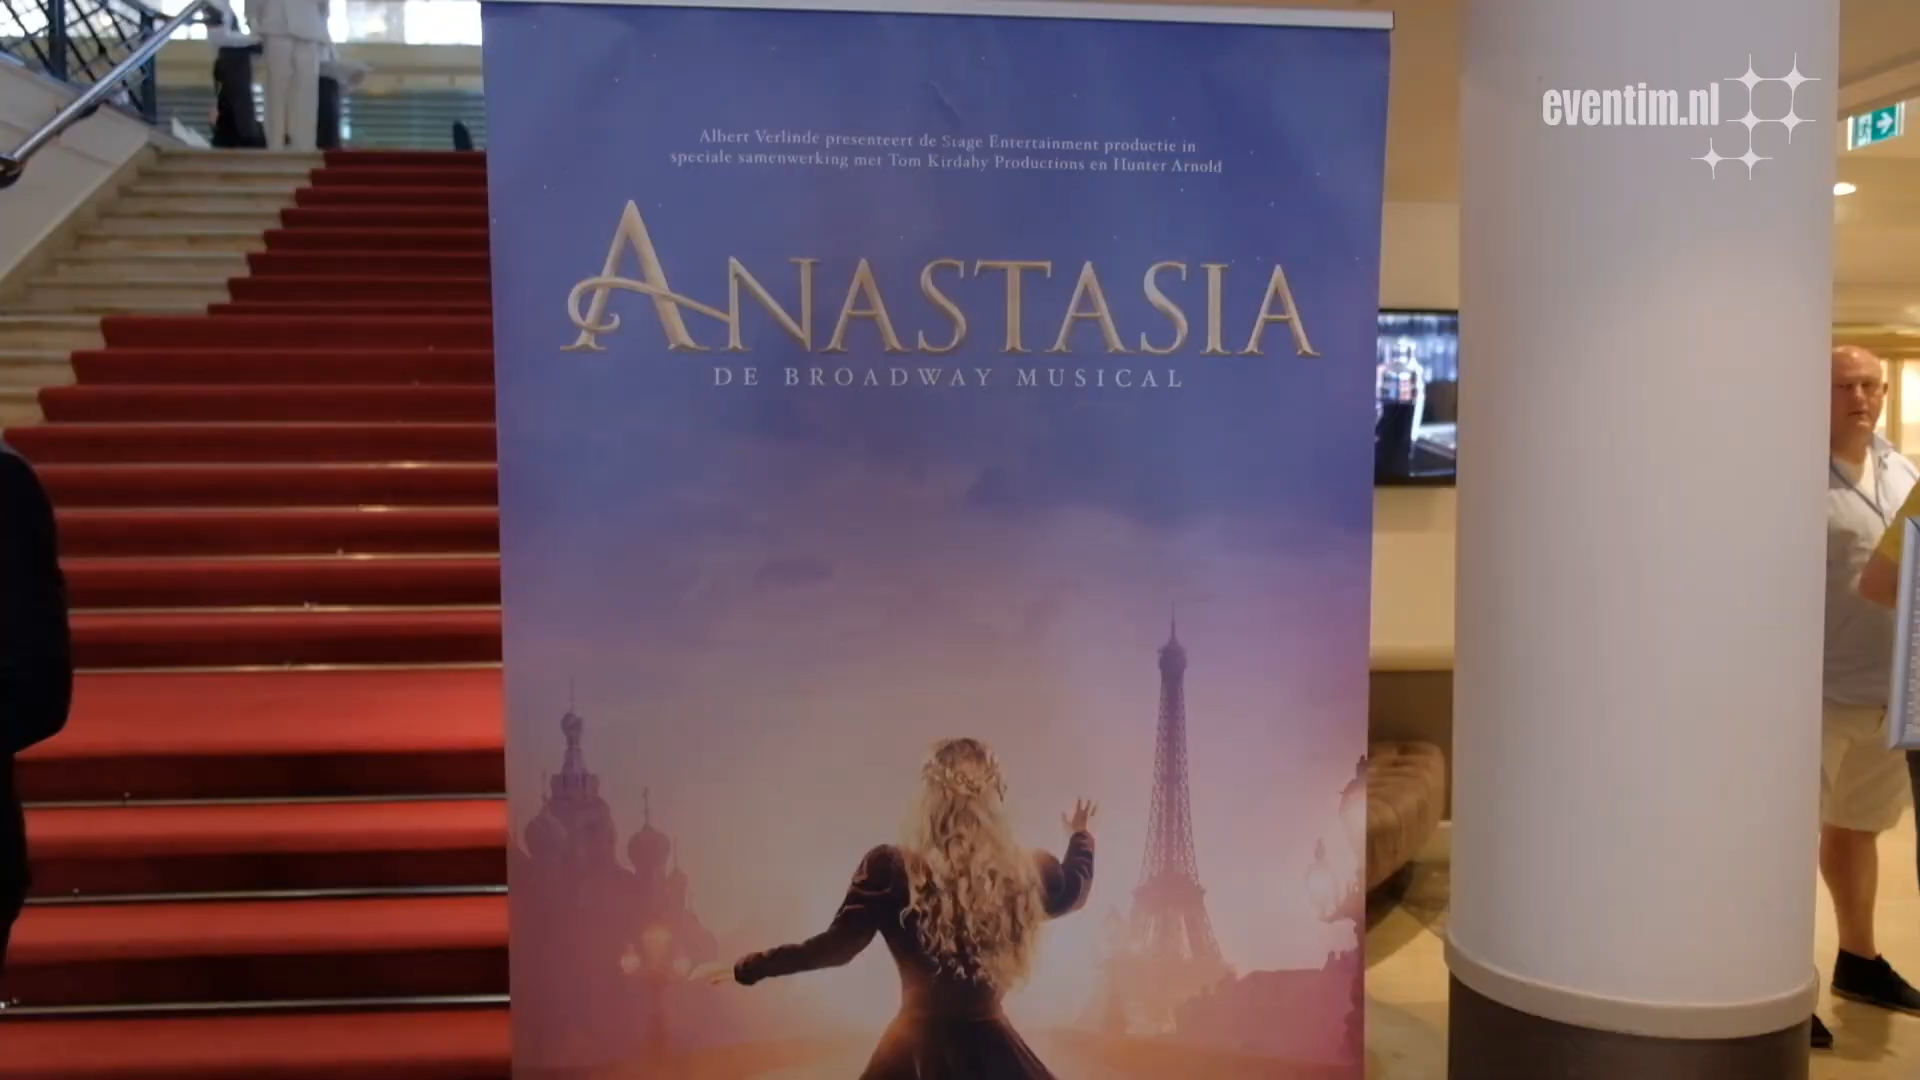 eventim.nl
Albert Verlinde presenteert de Stage Entertainment productie in
speciale samenwerking met Tom Kirdahy Productions en Hunter Arnold
ANASTASIA
DE BROADWAY MUSICAL